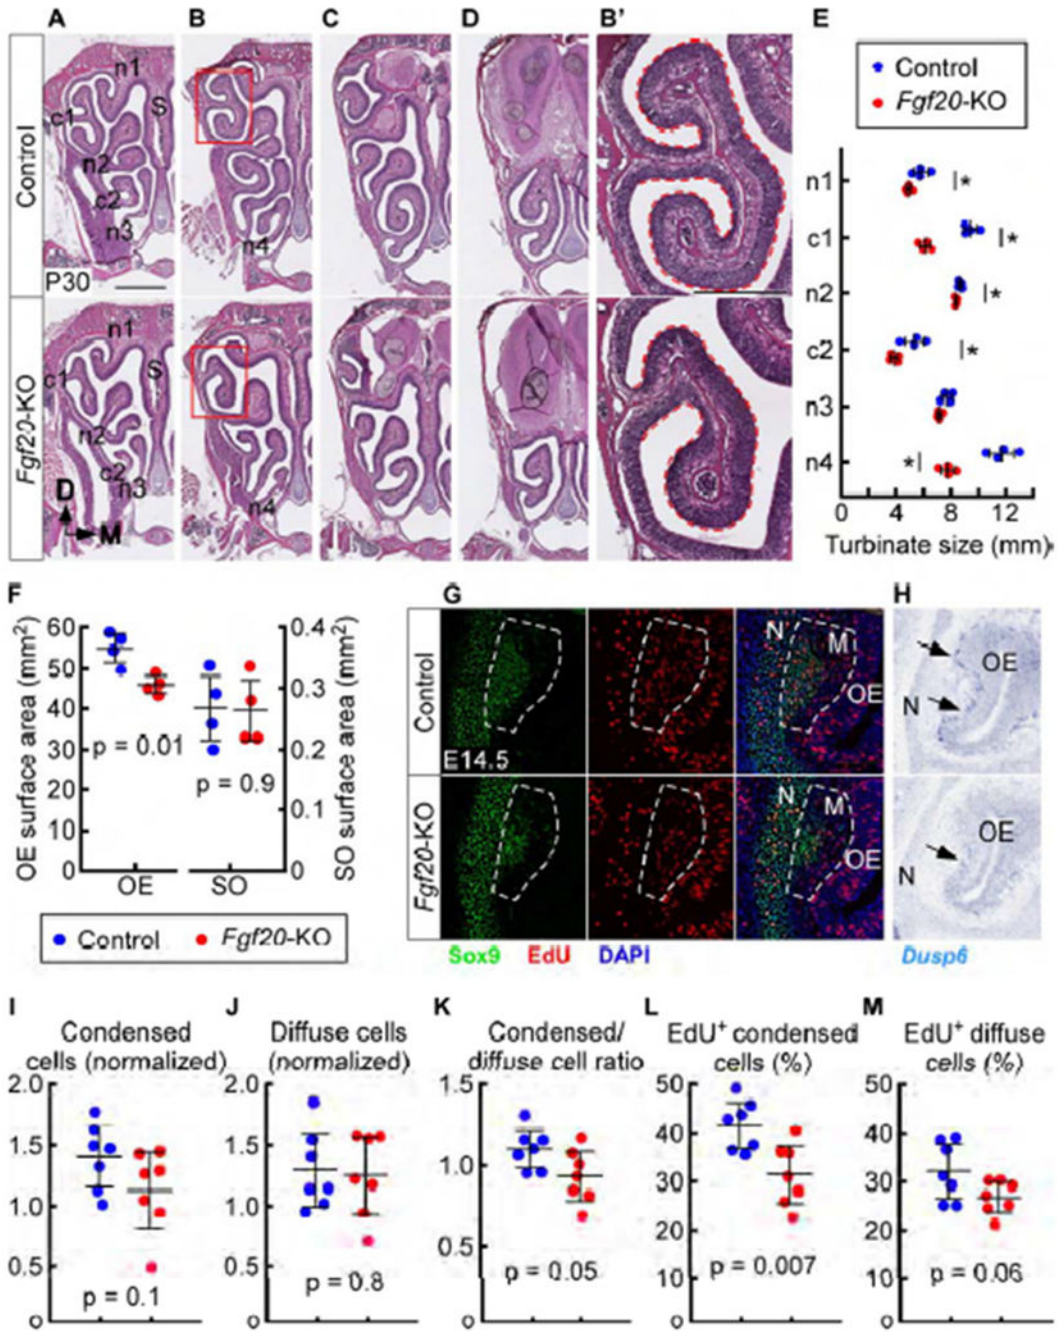 A B C D B’ E
Control
n1
c1
S
n2
c2
n3
P30
n4
Fgf20-KO
n1
c1
S
n2
c2
n3
D
M
n4
Control
Fgf20-KO
n1
*
c1
*
n2
*
c2
*
n3
n4
*
0 4 8 12
Turbinate size (mm)
F
OE surface area (mm²)
60
50
40
30
20
10
0
p = 0.01
p = 0.9
OE SO
0.4
0.3
0.2
0.1
0
SO surface area (mm²)
Control Fgf20-KO
G
Control
E14.5
N
M
OE
Fgf20-KO
N
M
OE
Sox9 EdU DAPI
H
OE
N
OE
N
Dusp6
I
Condensed
cells (normalized)
2.0
1.5
1.0
0.5
0
p = 0.1
J
Diffuse cells
(normalized)
2.0
1.5
1.0
0.5
0
p = 0.8
K
Condensed/
diffuse cell ratio
1.5
1.0
0.5
0
p = 0.05
L
EdU⁺ condensed
cells (%)
50
40
30
20
10
0
p = 0.007
M
EdU⁺ diffuse
cells (%)
50
40
30
20
10
0
p = 0.06